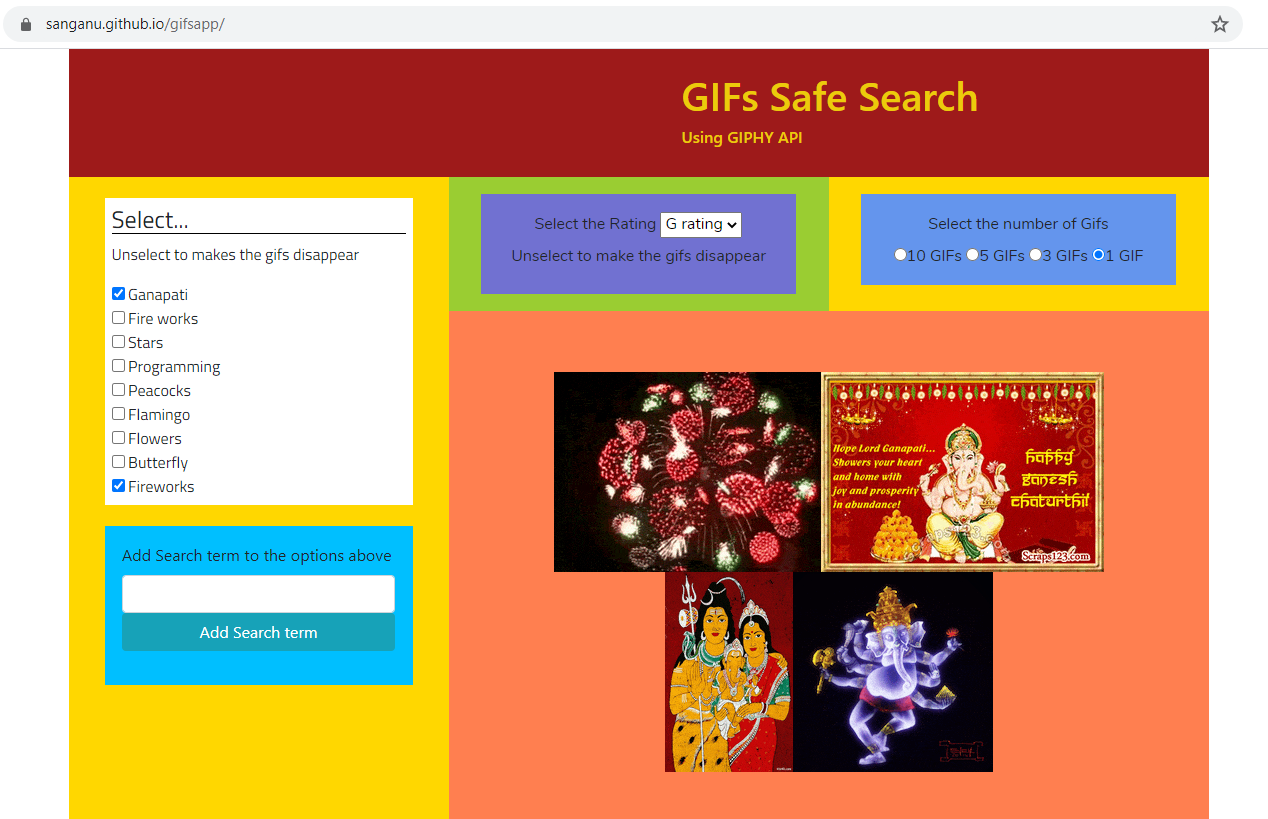 sanganu.github.io/gifsapp/
GIFs Safe Search
Using GIPHY API
Select...
Unselect to makes the gifs disappear
Ganapati
Fire works
Stars
Programming
Peacocks
Flamingo
Flowers
Butterfly
Fireworks
Add Search term to the options above
Add Search term
Select the Rating G rating
Unselect to make the gifs disappear
Select the number of Gifs
10 GIFs 5 GIFs 3 GIFs 1 GIF
Hope Lord Ganapati...
Showers your heart
and home with
joy and prosperity
in abundance!
Happy
Ganesh
Chaturthi!
Scraps123.com